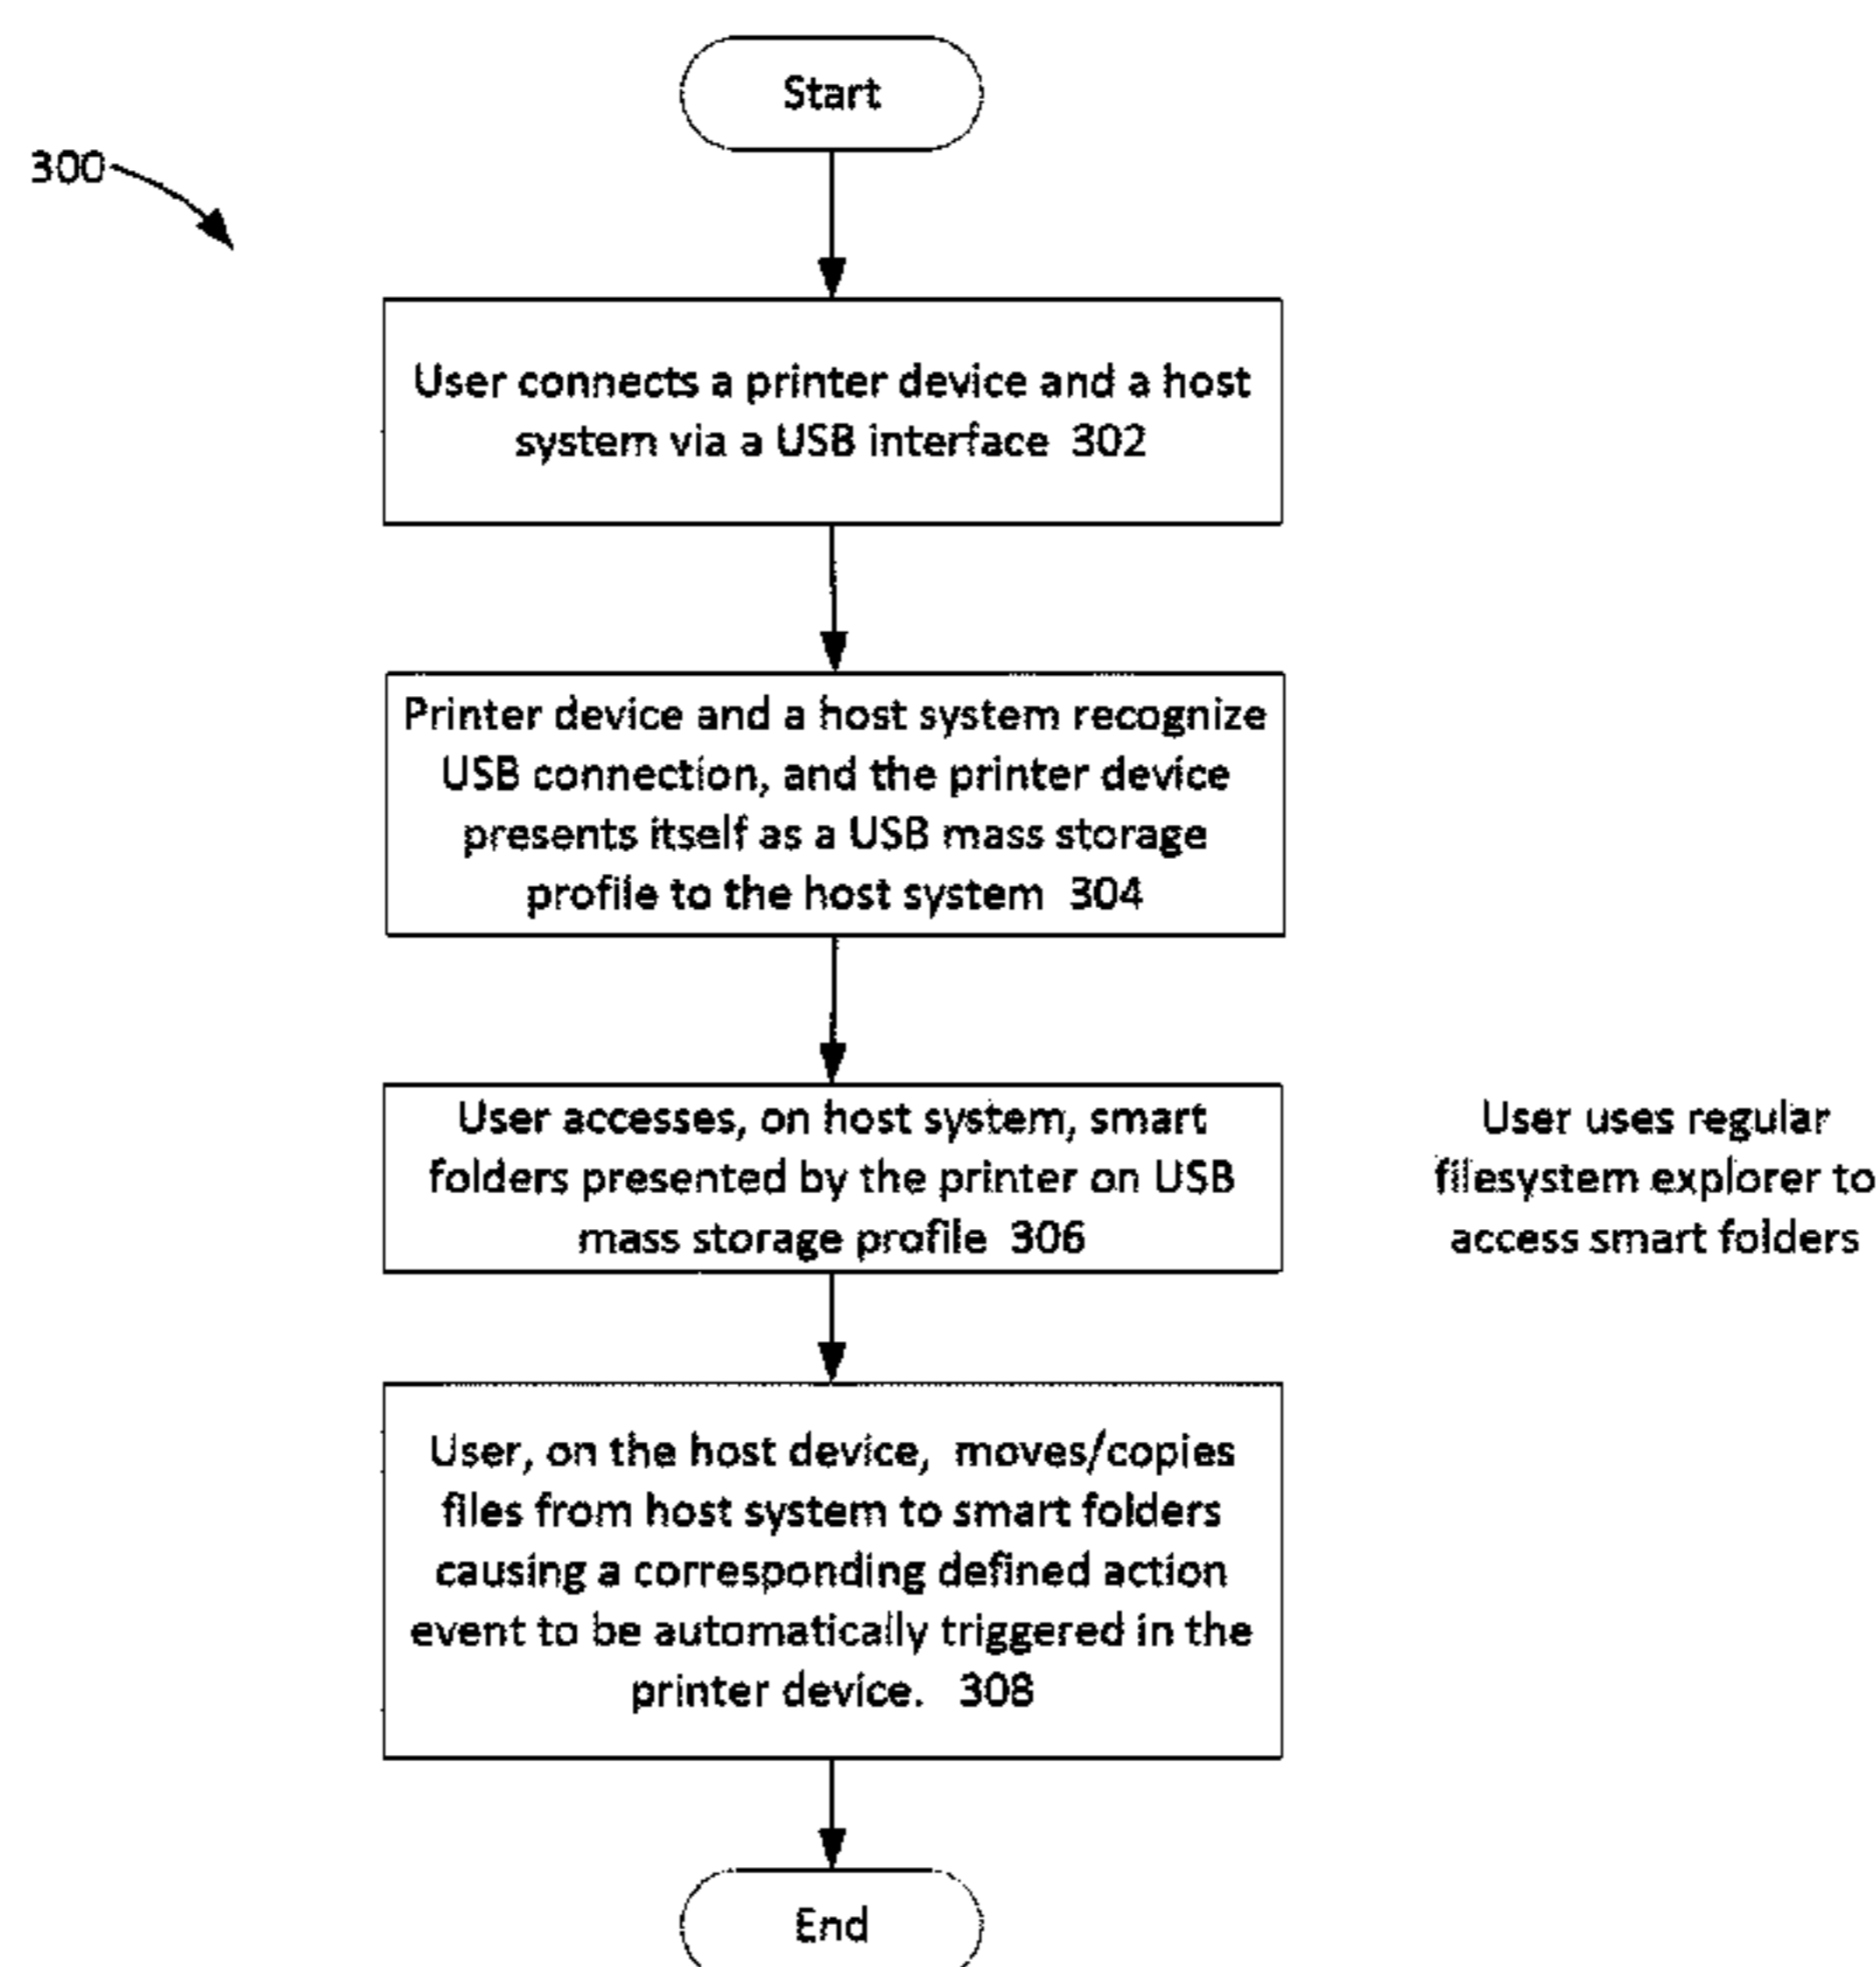 Start
300
User connects a printer device and a host
system via a USB interface 302
Printer device and a host system recognize
USB connection, and the printer device
presents itself as a USB mass storage
profile to the host system 304
User accesses, on host system, smart
folders presented by the printer on USB
mass storage profile 306
User uses regular
filesystem explorer to
access smart folders
User, on the host device, moves/copies
files from host system to smart folders
causing a corresponding defined action
event to be automatically triggered in the
printer device. 308
End